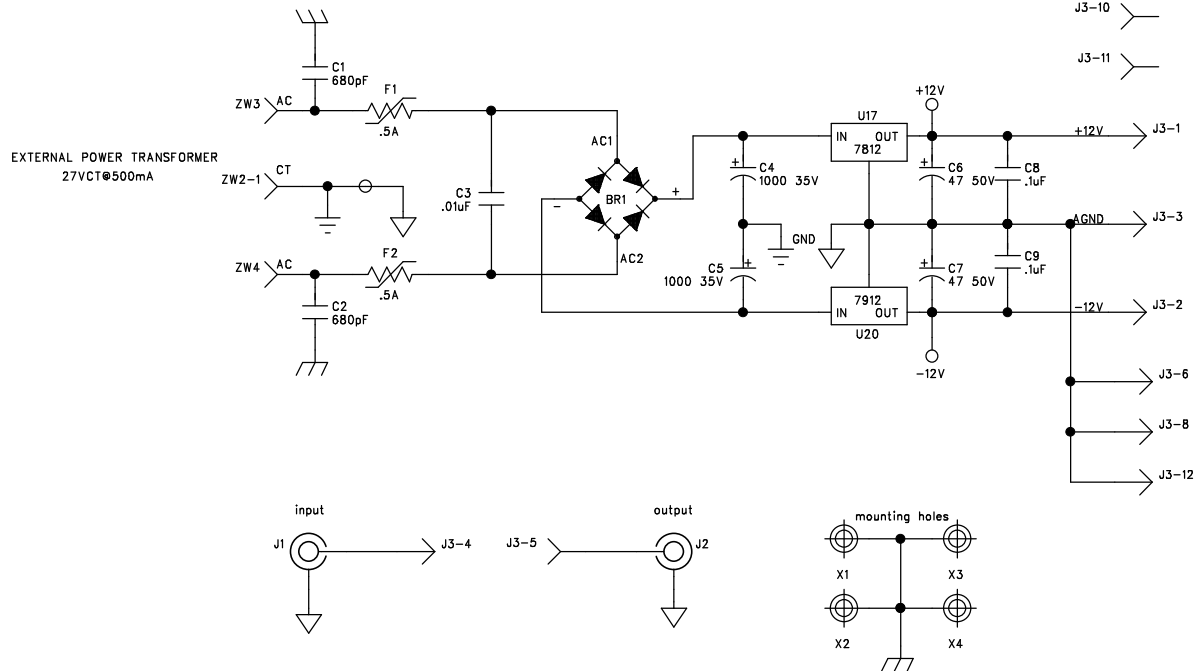 J3-10
J3-11
C1
680pF
F1
ZW3 AC
.5A
+12V
U17
IN OUT
7812
+12V J3-1
EXTERNAL POWER TRANSFORMER
27VCT@500mA
ZW2-1 CT
C3
.01uF
AC1
BR1
- +
AC2
+ C4
1000 35V
+ C6
47 50V
C8
.1uF
GND
AGND J3-3
ZW4 AC
F2
.5A
C5 +
1000 35V
+ C7
47 50V
C9
.1uF
C2
680pF
7912
IN OUT
U20
-12V J3-2
-12V
J3-6
J3-8
J3-12
input
J1
J3-4
output
J3-5
J2
mounting holes
X1
X3
X2
X4